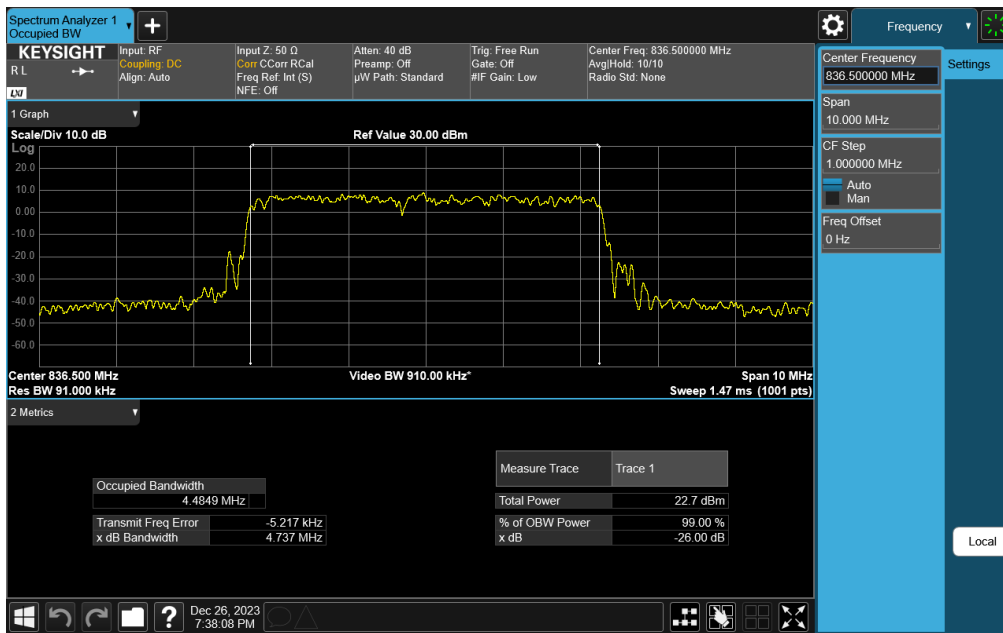 Spectrum Analyzer 1
Occupied BW
Frequency
KEYSIGHT
R L
LXI
Input: RF
Coupling: DC
Align: Auto
Input Z: 50 Ω
Corr CCorr RCal
Freq Ref: Int (S)
NFE: Off
Atten: 40 dB
Preamp: Off
µW Path: Standard
Trig: Free Run
Gate: Off
#IF Gain: Low
Center Freq: 836.500000 MHz
Avg|Hold: 10/10
Radio Std: None
Center Frequency
836.500000 MHz
Settings
Span
10.000 MHz
CF Step
1.000000 MHz
Auto
Man
Freq Offset
0 Hz
Local
1 Graph
Scale/Div 10.0 dB
Ref Value 30.00 dBm
Log
20.0
10.0
0.00
-10.0
-20.0
-30.0
-40.0
-50.0
-60.0
Center 836.500 MHz
Video BW 910.00 kHz*
Span 10 MHz
Res BW 91.000 kHz
Sweep 1.47 ms (1001 pts)
2 Metrics
Occupied Bandwidth
4.4849 MHz
Transmit Freq Error -5.217 kHz
x dB Bandwidth 4.737 MHz
Measure Trace Trace 1
Total Power 22.7 dBm
% of OBW Power 99.00 %
x dB -26.00 dB
?
Dec 26, 2023
7:38:08 PM